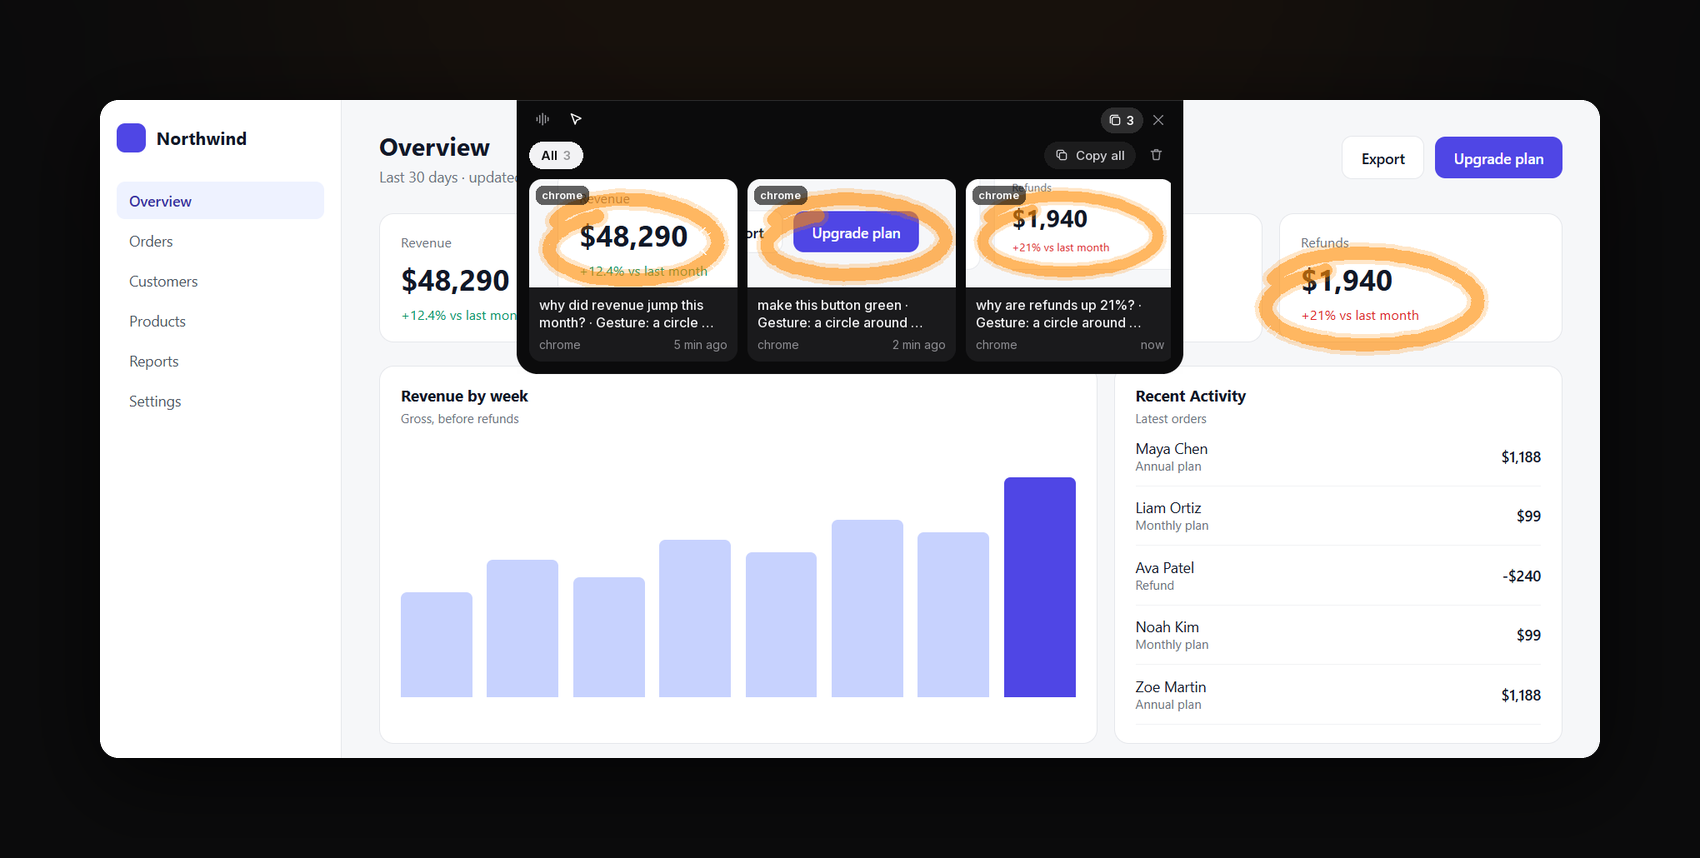 Northwind
Overview
Orders
Customers
Products
Reports
Settings
Overview
Last 30 days · updated
Export
Upgrade plan
3
All 3
Copy all
chrome
Revenue
$48,290
+12.4% vs last month
why did revenue jump this
month? · Gesture: a circle ...
chrome
5 min ago
chrome
ort
Upgrade plan
make this button green ·
Gesture: a circle around ...
chrome
2 min ago
chrome
Refunds
$1,940
+21% vs last month
why are refunds up 21%? ·
Gesture: a circle around ...
chrome
now
Revenue
$48,290
+12.4% vs last mon
Refunds
$1,940
+21% vs last month
Revenue by week
Gross, before refunds
Recent Activity
Latest orders
Maya Chen
Annual plan
$1,188
Liam Ortiz
Monthly plan
$99
Ava Patel
Refund
-$240
Noah Kim
Monthly plan
$99
Zoe Martin
Annual plan
$1,188